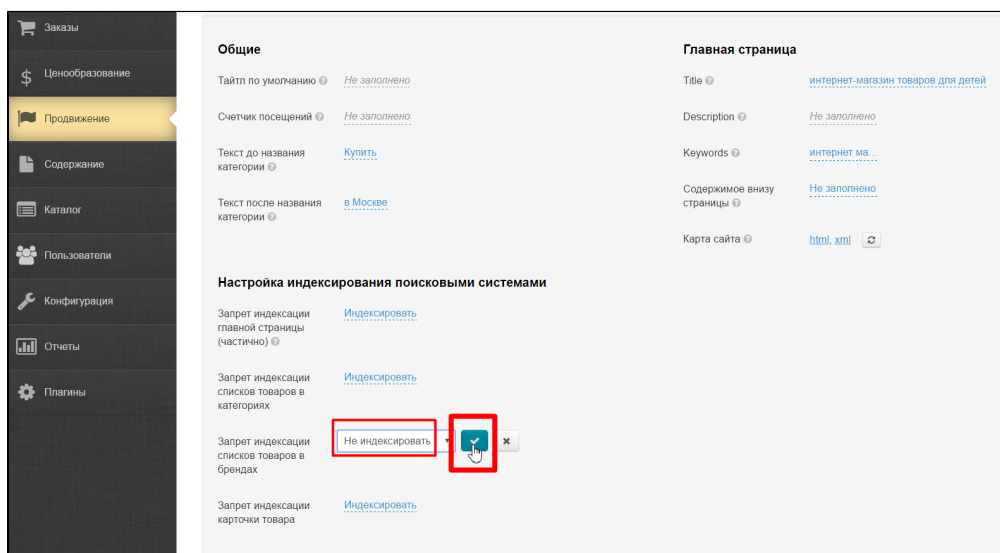 Заказы
Ценообразование
Продвижение
Содержание
Каталог
Пользователи
Конфигурация
Отчеты
Плагины
Общие
Тайтл по умолчанию
Не заполнено
Счетчик посещений
Не заполнено
Текст до названия
категории
Купить
Текст после названия
категории
в Москве
Главная страница
Title
интернет-магазин товаров для детей
Description
Не заполнено
Keywords
интернет ма...
Содержимое внизу
страницы
Не заполнено
Карта сайта
html, xml
Настройка индексирования поисковыми системами
Запрет индексации
главной страницы
(частично)
Индексировать
Запрет индексации
списков товаров в
категориях
Индексировать
Запрет индексации
списков товаров в
брендах
Не индексировать
Запрет индексации
карточки товара
Индексировать